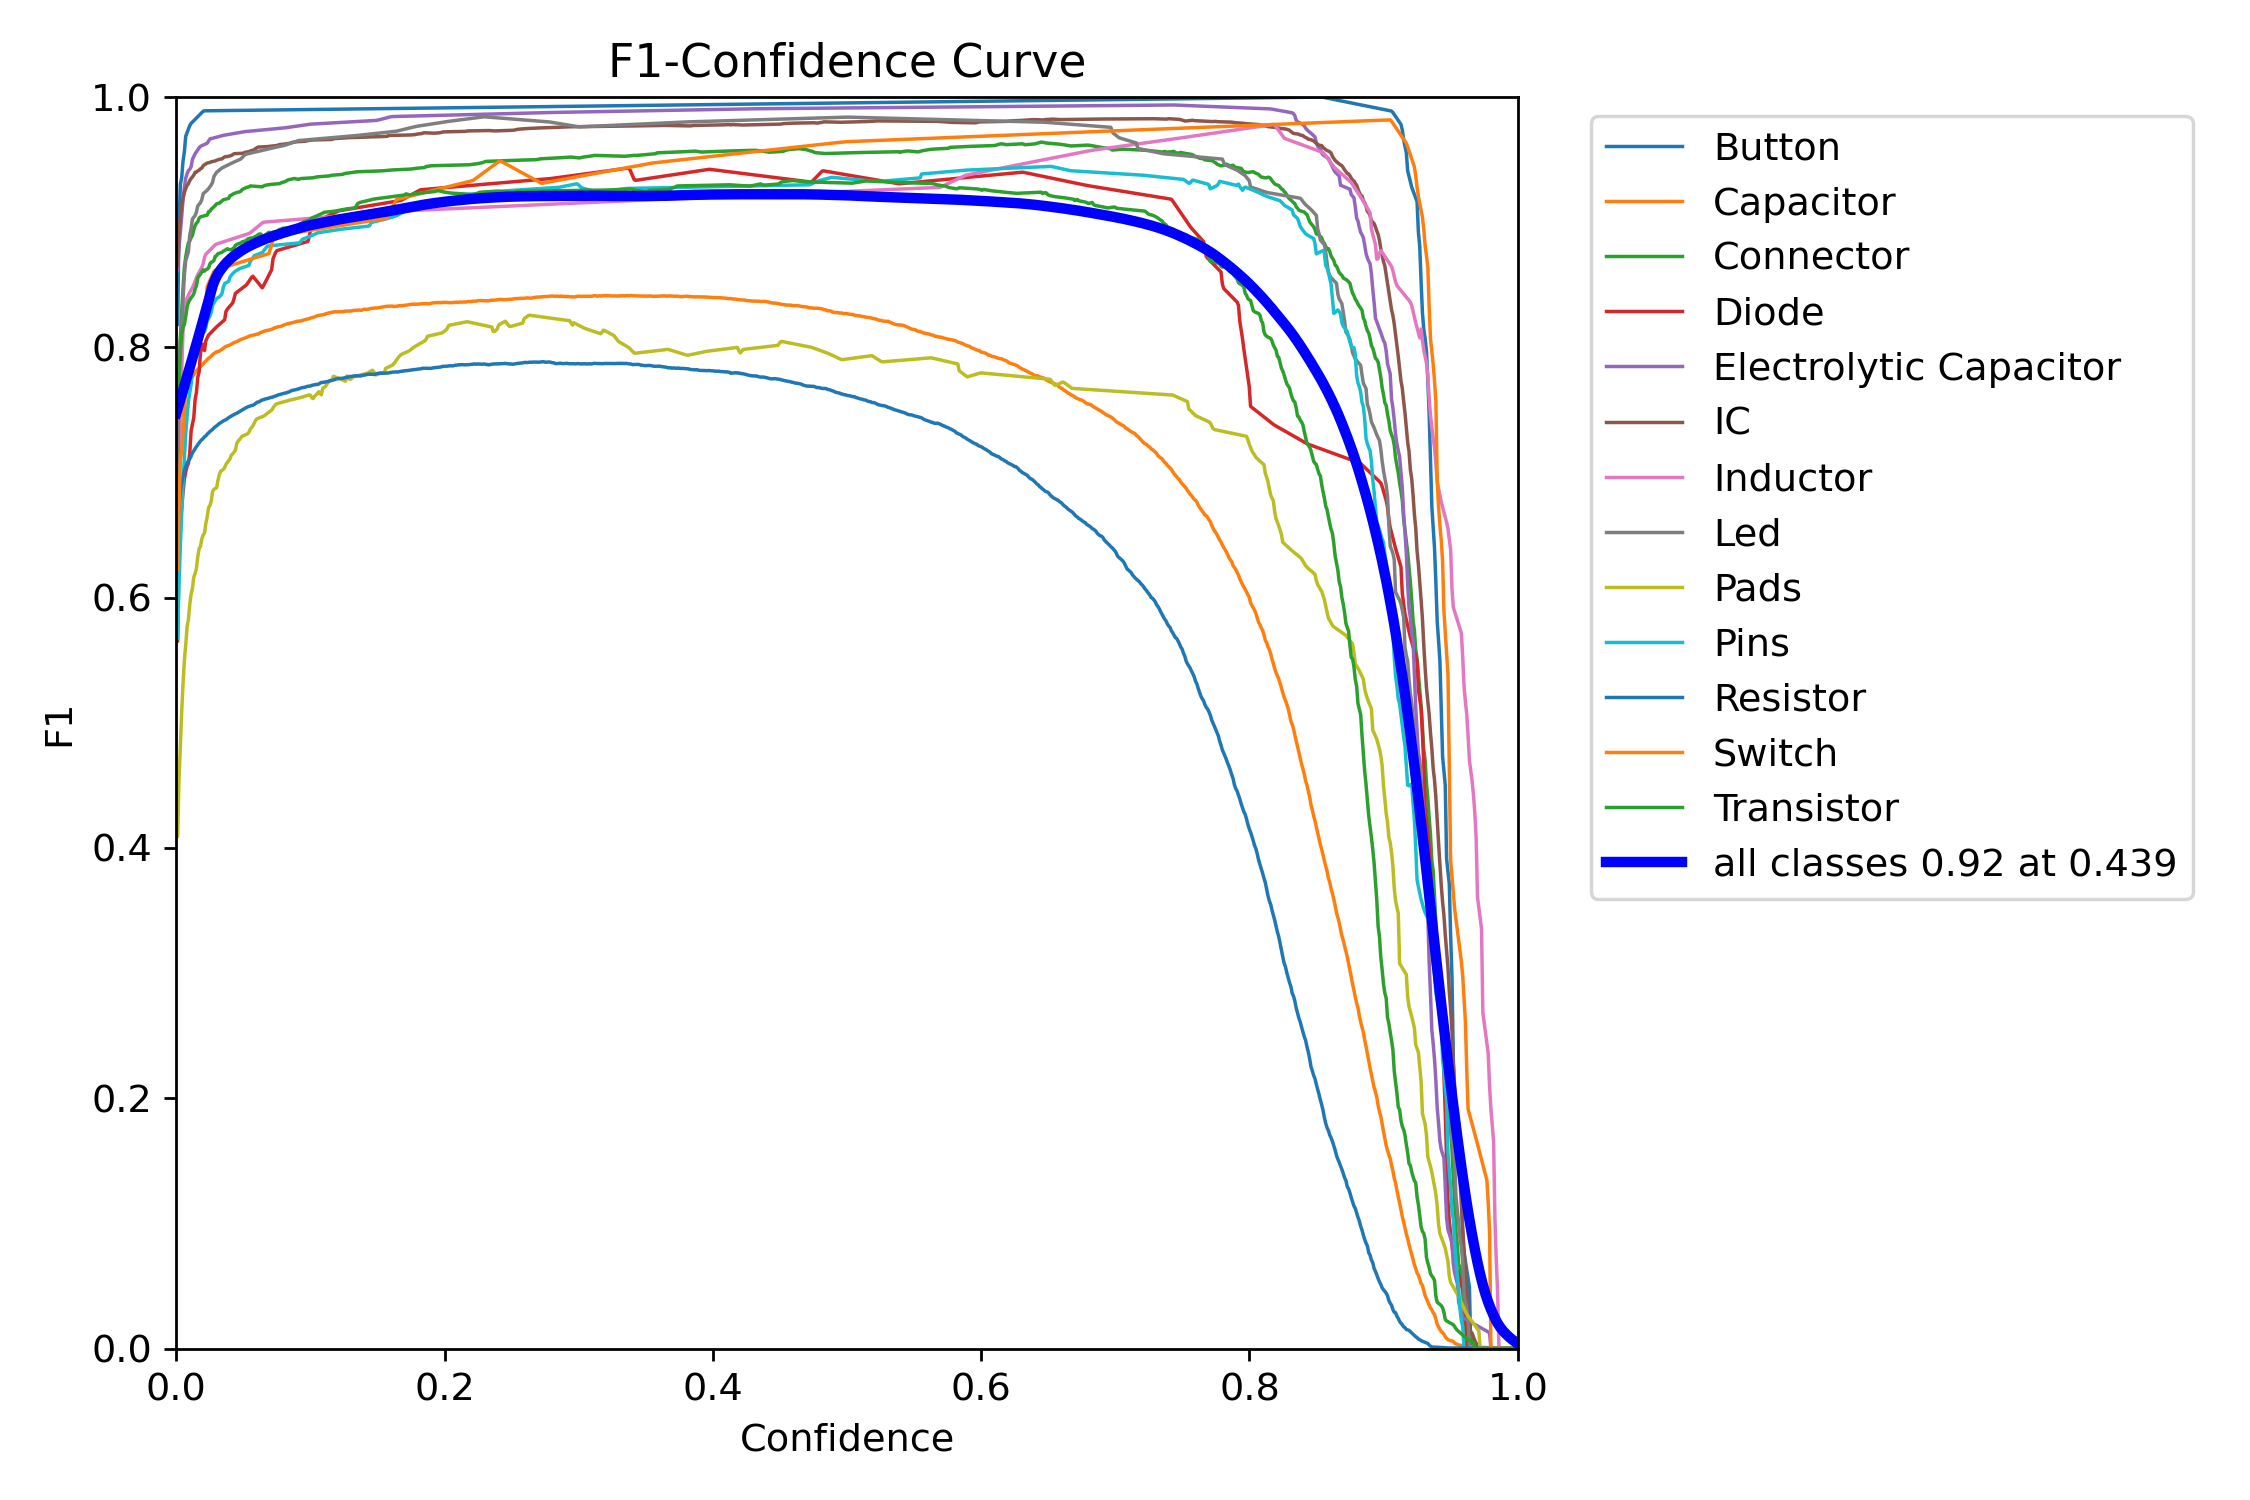 F1-Confidence Curve
1.0
0.8
0.6
0.4
0.2
0.0
F1
0.0 0.2 0.4 0.6 0.8 1.0
Confidence
Button
Capacitor
Connector
Diode
Electrolytic Capacitor
IC
Inductor
Led
Pads
Pins
Resistor
Switch
Transistor
all classes 0.92 at 0.439